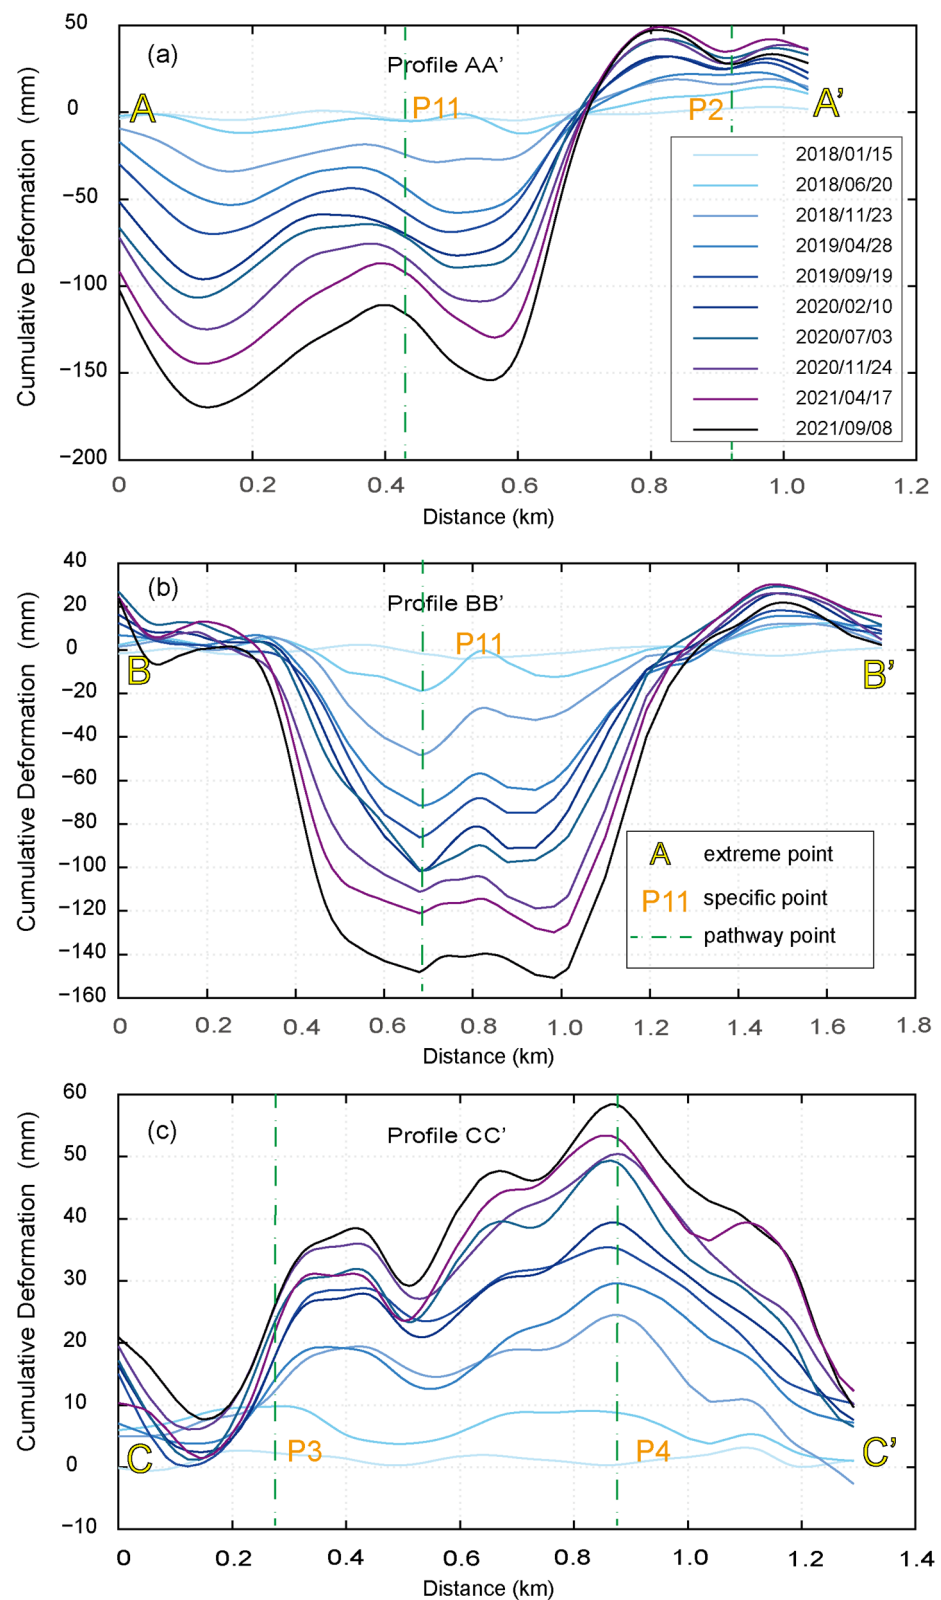 50
(a)
Profile AA’
A
P11
P2
A’
0
−50
−100
−150
−200
Cumulative Deformation (mm)
2018/01/15
2018/06/20
2018/11/23
2019/04/28
2019/09/19
2020/02/10
2020/07/03
2020/11/24
2021/04/17
2021/09/08
0 0.2 0.4 0.6 0.8 1.0 1.2
Distance (km)
40
(b)
Profile BB’
20
P11
0
B
B’
−20
−40
−60
−80
−100
−120
−140
−160
Cumulative Deformation (mm)
A extreme point
P11 specific point
pathway point
0 0.2 0.4 0.6 0.8 1.0 1.2 1.4 1.6 1.8
Distance (km)
60
(c)
Profile CC’
50
40
30
20
10
0
−10
Cumulative Deformation (mm)
C
P3
P4
C’
0 0.2 0.4 0.6 0.8 1.0 1.2 1.4
Distance (km)